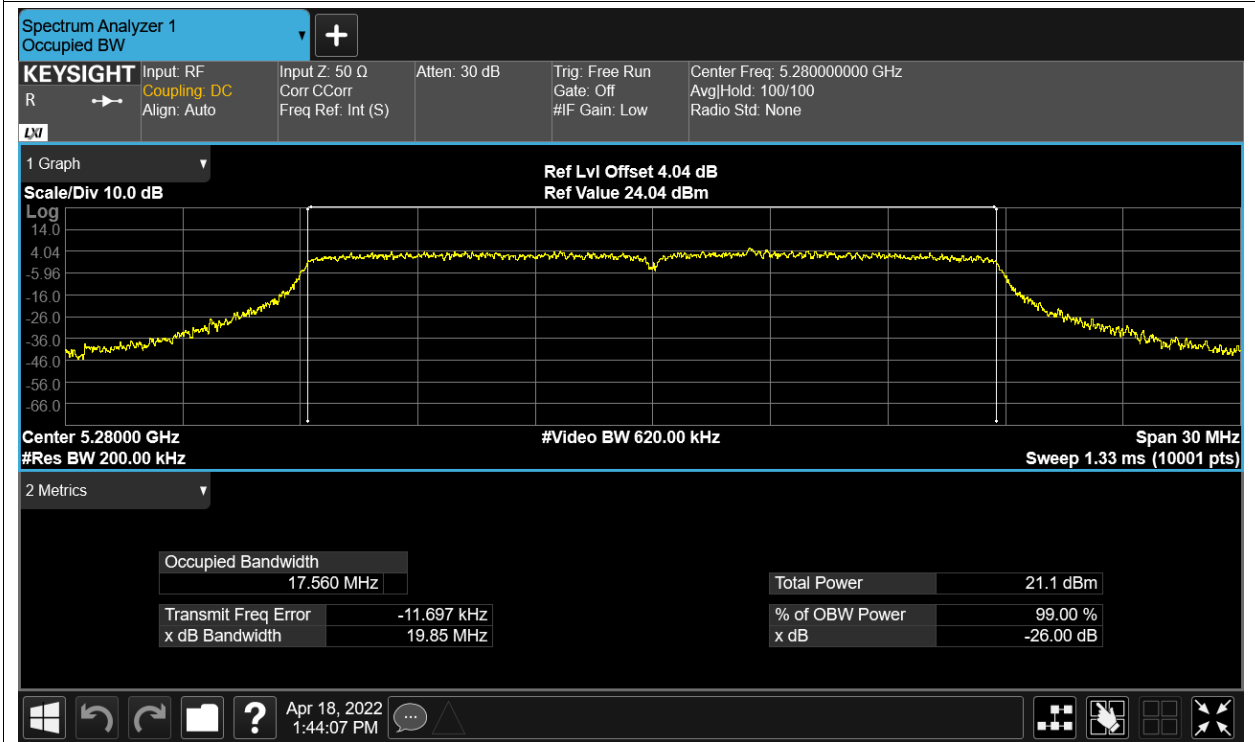 Spectrum Analyzer 1
Occupied BW
+
KEYSIGHT Input: RF Input Z: 50 Ω Atten: 30 dB Trig: Free Run Center Freq: 5.280000000 GHz
R Coupling: DC Corr CCorr Gate: Off Avg|Hold: 100/100
Align: Auto Freq Ref: Int (S) #IF Gain: Low Radio Std: None
LXI
1 Graph
Ref Lvl Offset 4.04 dB
Scale/Div 10.0 dB Ref Value 24.04 dBm
Log
14.0
4.04
-5.96
-16.0
-26.0
-36.0
-46.0
-56.0
-66.0
Center 5.28000 GHz #Video BW 620.00 kHz Span 30 MHz
#Res BW 200.00 kHz Sweep 1.33 ms (10001 pts)
2 Metrics
Occupied Bandwidth
17.560 MHz Total Power 21.1 dBm
Transmit Freq Error -11.697 kHz % of OBW Power 99.00 %
x dB Bandwidth 19.85 MHz x dB -26.00 dB
? Apr 18, 2022
1:44:07 PM